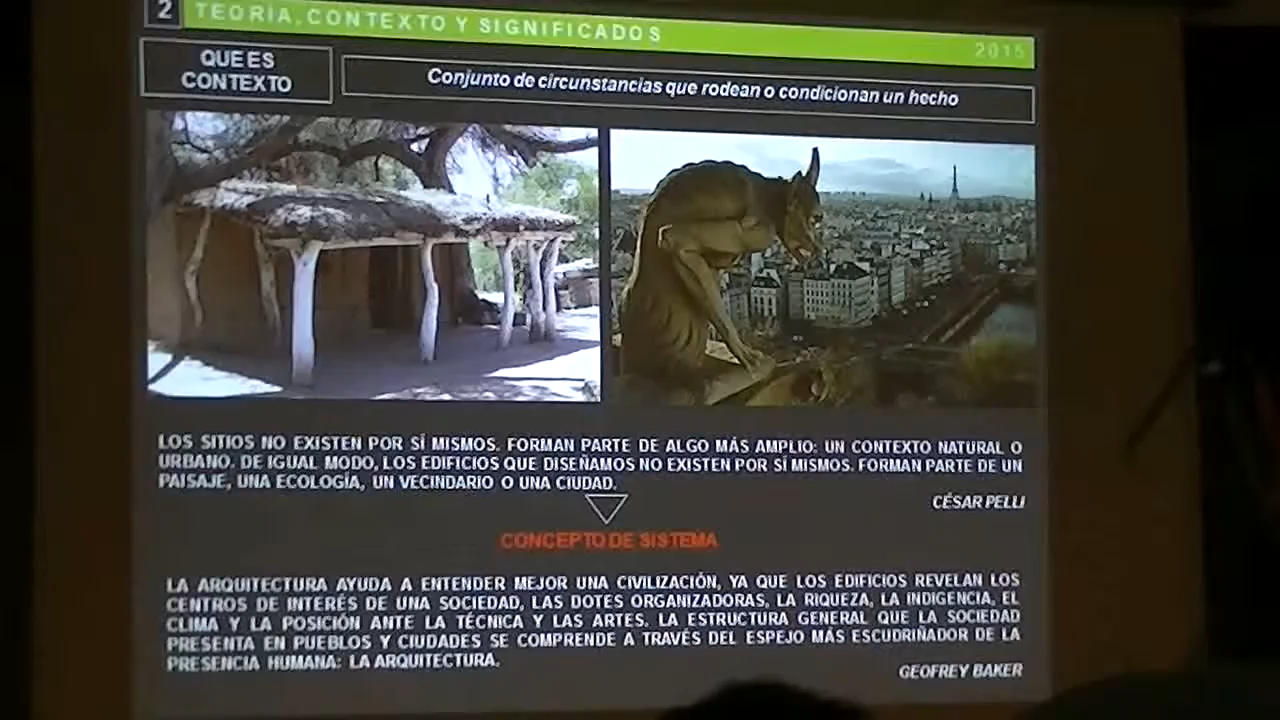 2 TEORÍA, CONTEXTO Y SIGNIFICADOS
2015
QUE ES
CONTEXTO
Conjunto de circunstancias que rodean o condicionan un hecho
LOS SITIOS NO EXISTEN POR SÍ MISMOS. FORMAN PARTE DE ALGO MÁS AMPLIO: UN CONTEXTO NATURAL O
URBANO. DE IGUAL MODO, LOS EDIFICIOS QUE DISEÑAMOS NO EXISTEN POR SÍ MISMOS. FORMAN PARTE DE UN
PAISAJE, UNA ECOLOGÍA, UN VECINDARIO O UNA CIUDAD.
CÉSAR PELLI
CONCEPTO DE SISTEMA
LA ARQUITECTURA AYUDA A ENTENDER MEJOR UNA CIVILIZACIÓN, YA QUE LOS EDIFICIOS REVELAN LOS
CENTROS DE INTERÉS DE UNA SOCIEDAD, LAS DOTES ORGANIZADORAS, LA RIQUEZA, LA INDIGENCIA, EL
CLIMA Y LA POSICIÓN ANTE LA TÉCNICA Y LAS ARTES. LA ESTRUCTURA GENERAL QUE LA SOCIEDAD
PRESENTA EN PUEBLOS Y CIUDADES SE COMPRENDE A TRAVÉS DEL ESPEJO MÁS ESCUDRIÑADOR DE LA
PRESENCIA HUMANA: LA ARQUITECTURA.
GEOFREY BAKER